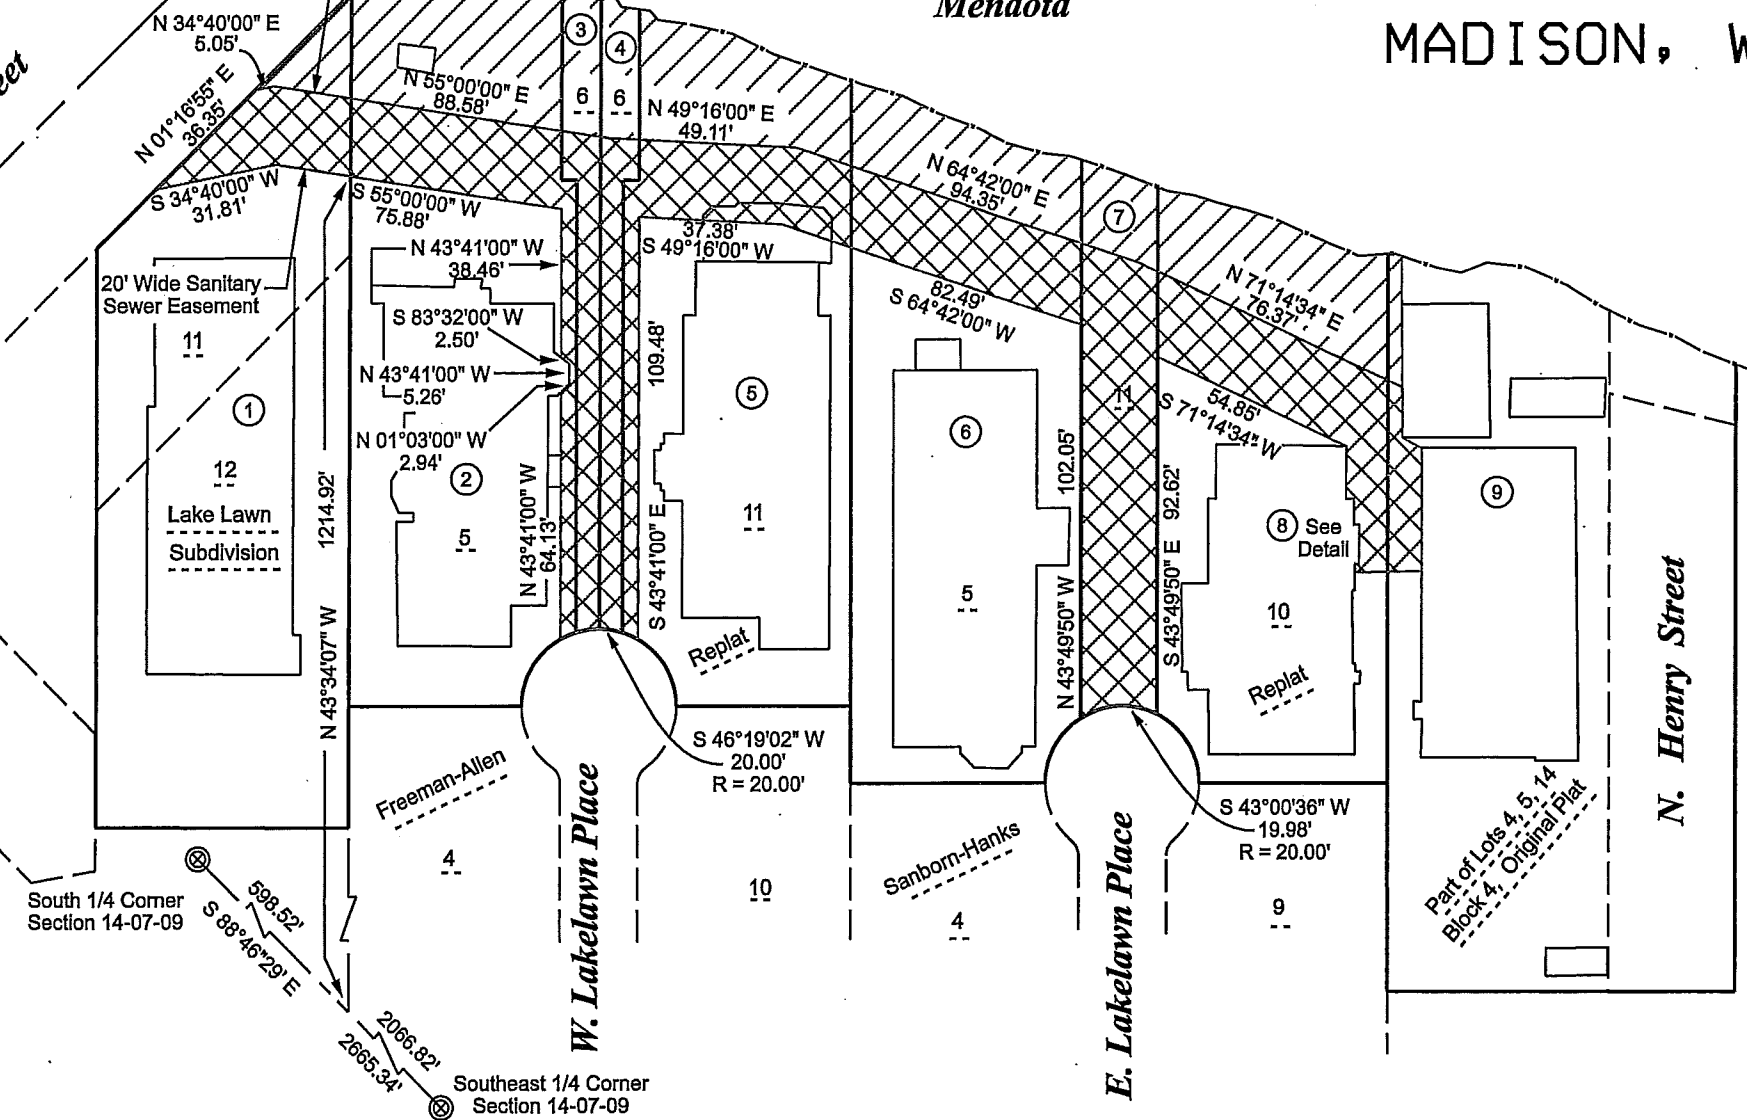 Mendota
MADISON, W
eet
N 34°40'00" E
5.05'
N 01°16'55" E
36.35'
S 34°40'00" W
31.81'
N 55°00'00" E
88.58'
S 55°00'00" W
75.88'
3
4
6
6
N 49°16'00" E
49.11'
37.38'
S 49°16'00" W
N 64°42'00" E
94.35'
82.49'
S 64°42'00" W
7
N 71°14'34" E
76.37'
54.85'
S 71°14'34" W
20' Wide Sanitary
Sewer Easement
11
1
12
Lake Lawn
Subdivision
1214.92'
N 43°34'07" W
N 43°41'00" W
38.46'
S 83°32'00" W
2.50'
N 43°41'00" W
5.26'
N 01°03'00" W
2.94'
2
5
N 43°41'00" W
64.13'
109.48'
S 43°41'00" E
5
11
Replat
6
5
102.05'
N 43°49'50" W
11
92.62'
S 43°49'50" E
8
See
Detail
10
Replat
9
N. Henry Street
S 46°19'02" W
20.00'
R = 20.00'
S 43°00'36" W
19.98'
R = 20.00'
Freeman-Allen
4
W. Lakelawn Place
10
Sanborn-Hanks
4
E. Lakelawn Place
9
Part of Lots 4, 5, 14
Block 4, Original Plat
South 1/4 Corner
Section 14-07-09
598.52'
S 88°46"29' E
2066.82'
2665.34'
Southeast 1/4 Corner
Section 14-07-09